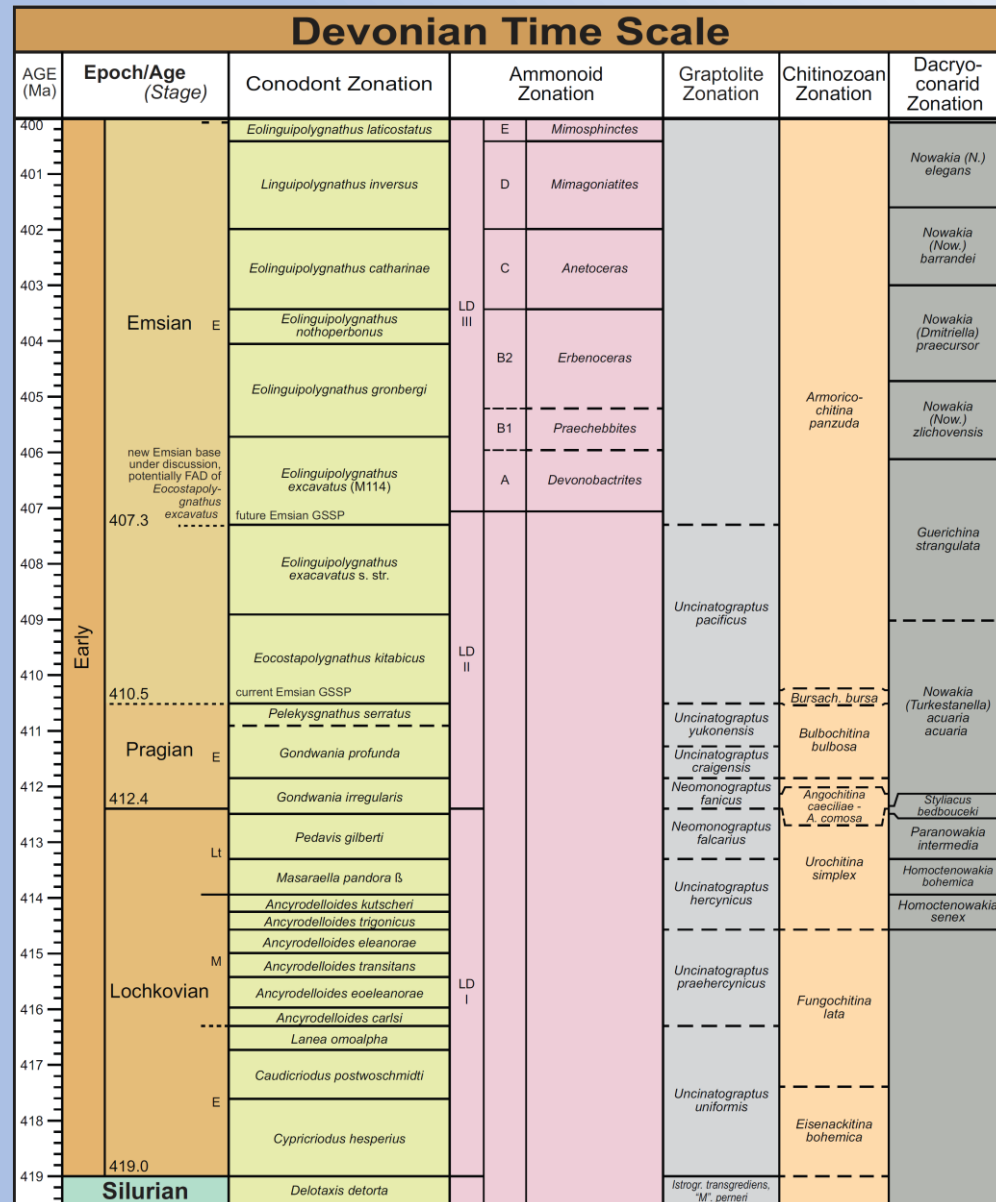 Devonian Time Scale
AGE
(Ma)
Epoch/Age
(Stage)
Conodont Zonation
Ammonoid
Zonation
Graptolite
Zonation
Chitinozoan
Zonation
Dacryo-
conarid
Zonation
400
401
402
403
404
405
406
407
408
409
410
411
412
413
414
415
416
417
418
419
Early
Emsian
E
new Emsian base
under discussion,
potentially FAD of
Eocostapoly-
gnathus
excavatus
407.3
410.5
Pragian
E
412.4
Lt
M
Lochkovian
E
419.0
Silurian
Eolinguipolygnathus laticostatus
Linguipolygnathus inversus
Eolinguipolygnathus catharinae
Eolinguipolygnathus
nothoperbonus
Eolinguipolygnathus gronbergi
Eolinguipolygnathus
excavatus (M114)
future Emsian GSSP
Eolinguipolygnathus
exacavatus s. str.
Eocostapolygnathus kitabicus
current Emsian GSSP
Pelekysgnathus serratus
Gondwania profunda
Gondwania irregularis
Pedavis gilberti
Masaraella pandora ß
Ancyrodelloides kutscheri
Ancyrodelloides trigonicus
Ancyrodelloides eleanorae
Ancyrodelloides transitans
Ancyrodelloides eoeleanorae
Ancyrodelloides carlsi
Lanea omoalpha
Caudicriodus postwoschmidti
Cypricriodus hesperius
Delotaxis detorta
LD
III
LD
II
LD
I
E
D
C
B2
B1
A
Mimosphinctes
Mimagoniatites
Anetoceras
Erbenoceras
Praechebbites
Devonobactrites
Uncinatograptus
pacificus
Uncinatograptus
yukonensis
Uncinatograptus
craigensis
Neomonograptus
fanicus
Neomonograptus
falcarius
Uncinatograptus
hercynicus
Uncinatograptus
praehercynicus
Uncinatograptus
uniformis
Istrogr. transgrediens,
"M". perneri
Armorico-
chitina
panzuda
Bursach. bursa
Bulbochitina
bulbosa
Angochitina
caeciliae -
A. comosa
Urochitina
simplex
Fungochitina
lata
Eisenackitina
bohemica
Nowakia (N.)
elegans
Nowakia
(Now.)
barrandei
Nowakia
(Dmitriella)
praecursor
Nowakia
(Now.)
zlichovensis
Guerichina
strangulata
Nowakia
(Turkestanella)
acuaria
acuaria
Styliacus
bedbouceki
Paranowakia
intermedia
Homoctenowakia
bohemica
Homoctenowakia
senex